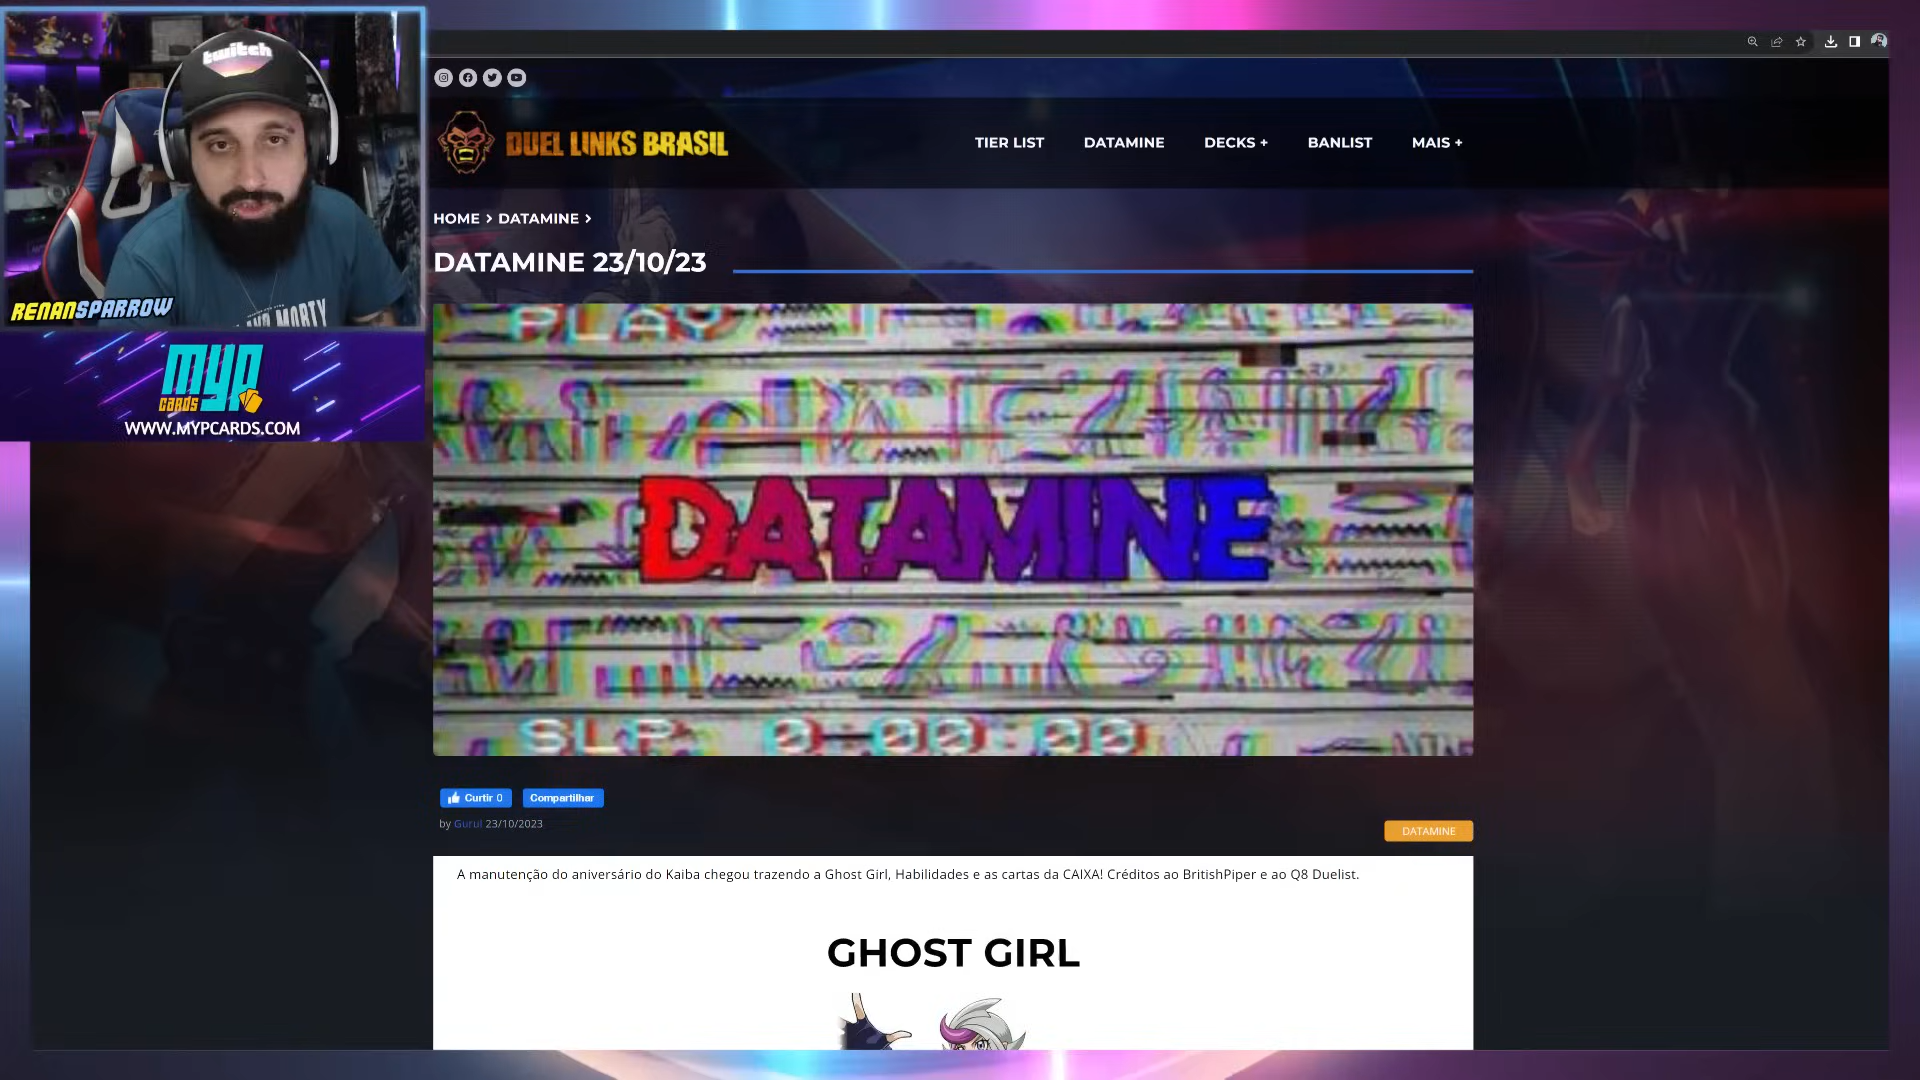 twitch
RENANSPARROW
myp
CARDS
WWW.MYPCARDS.COM
DUEL LINKS BRASIL
TIER LIST
DATAMINE
DECKS +
BANLIST
MAIS +
HOME > DATAMINE >
DATAMINE 23/10/23
PLAY
DATAMINE
SLP 0:00:00
Curtir 0
Compartilhar
by Gurul 23/10/2023
DATAMINE
A manutenção do aniversário do Kaiba chegou trazendo a Ghost Girl, Habilidades e as cartas da CAIXA! Créditos ao BritishPiper e ao Q8 Duelist.
GHOST GIRL